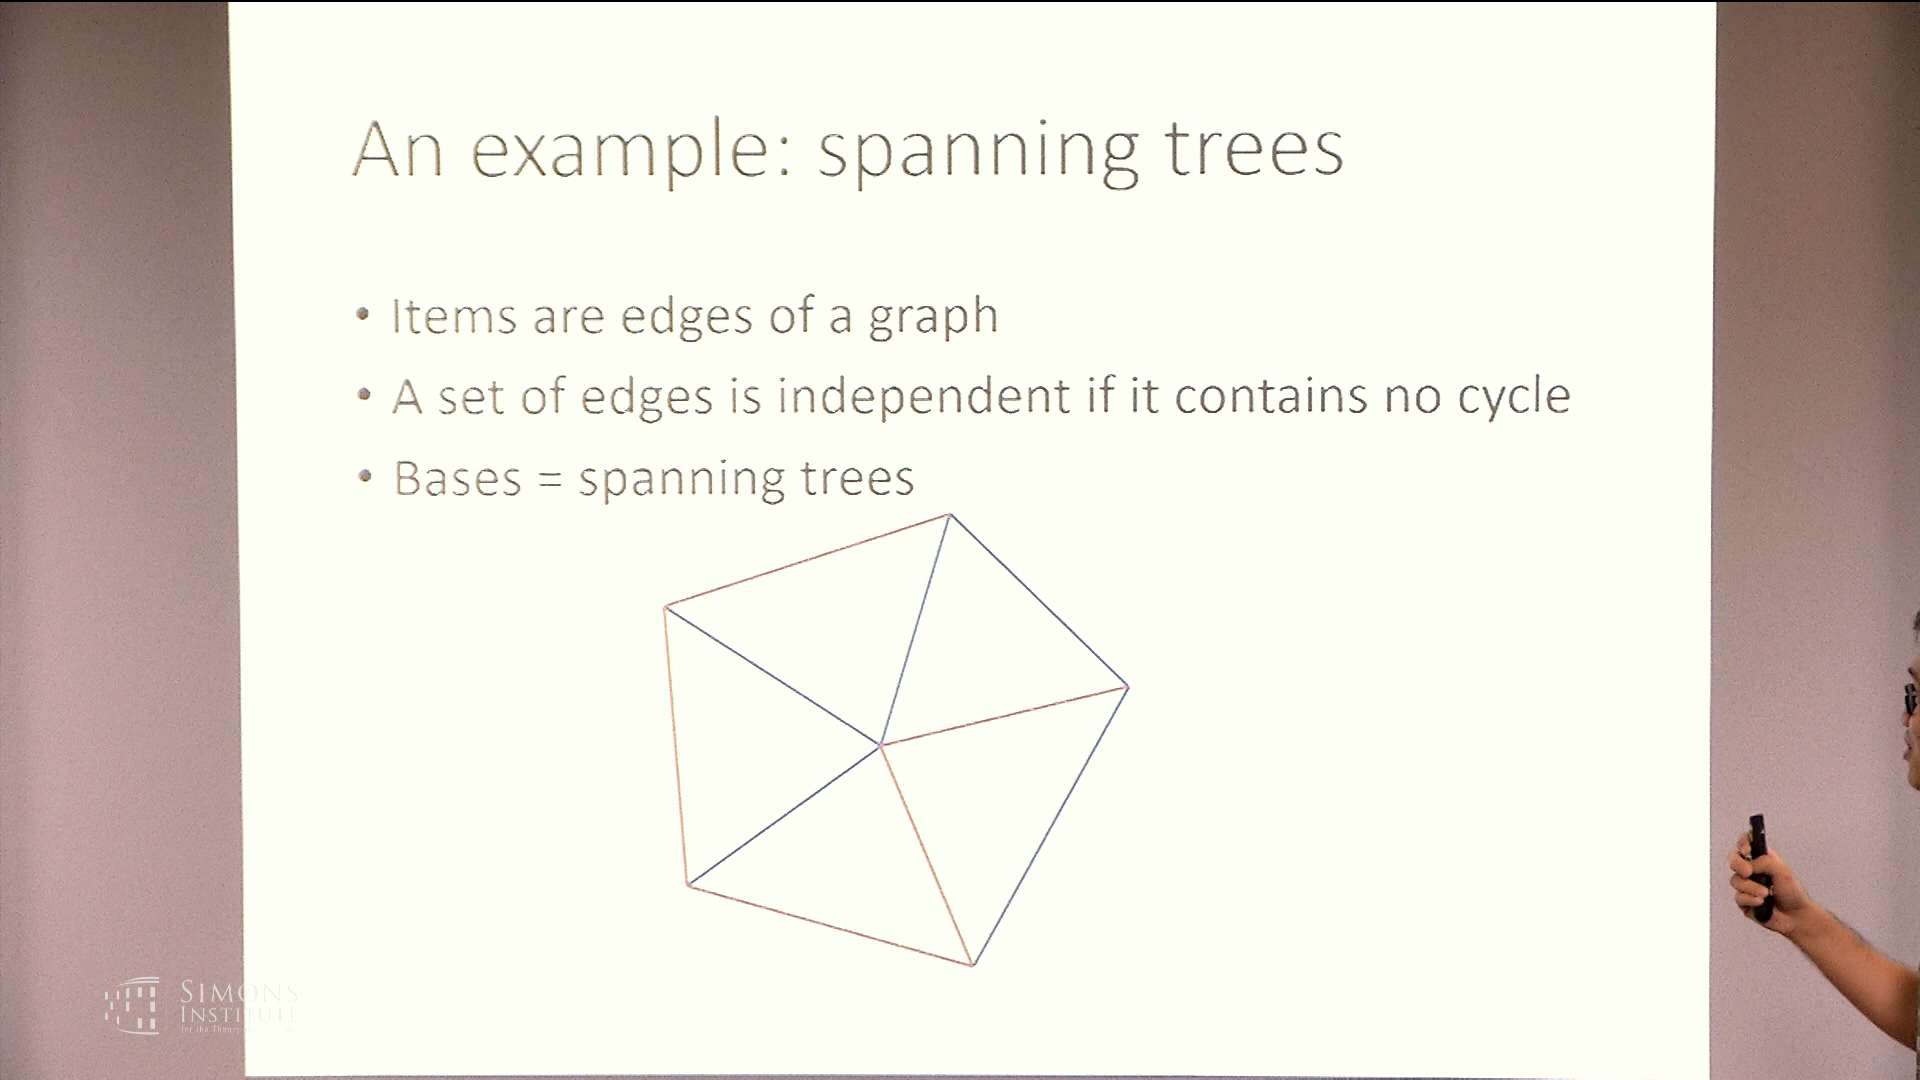 An example: spanning trees
• Items are edges of a graph
• A set of edges is independent if it contains no cycle
• Bases = spanning trees
SIMONS
INSTITUTE